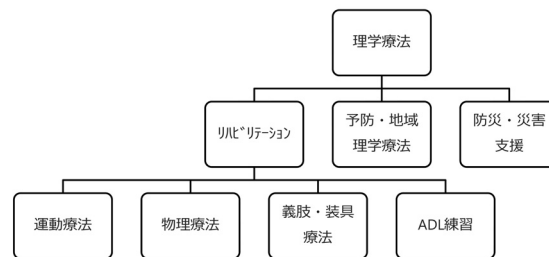 理学療法
ﾘﾊﾋﾞﾘﾃｰｼｮﾝ
予防・地域
理学療法
防災・災害
支援
運動療法
物理療法
義肢・装具
療法
ADL練習